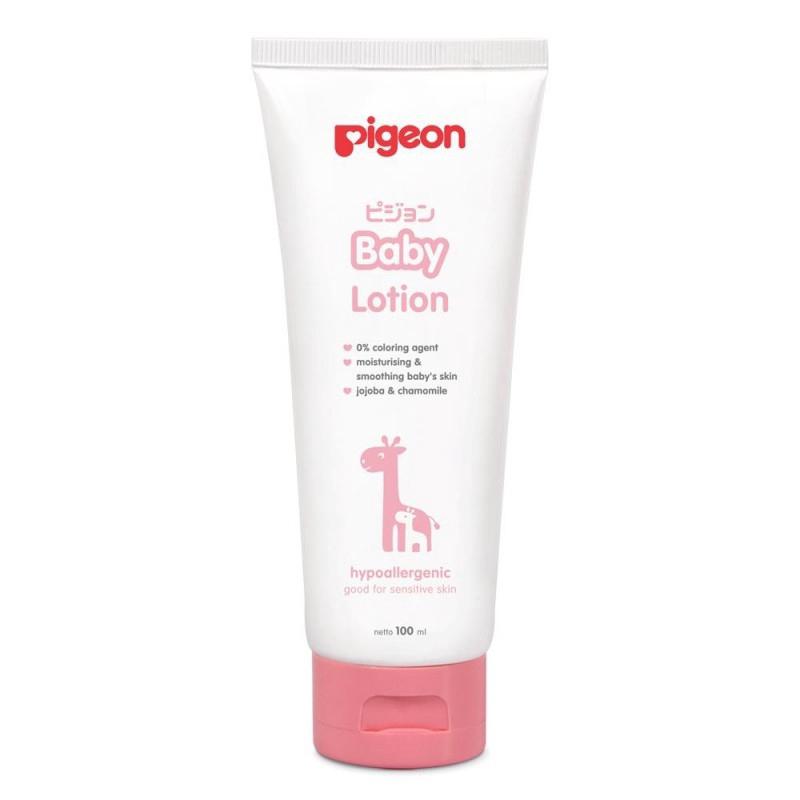 pigeon
ピジョン
Baby
Lotion
0% coloring agent
moisturising &
smoothing baby's skin
jojoba & chamomile
hypoallergenic
good for sensitive skin
netto 100 ml